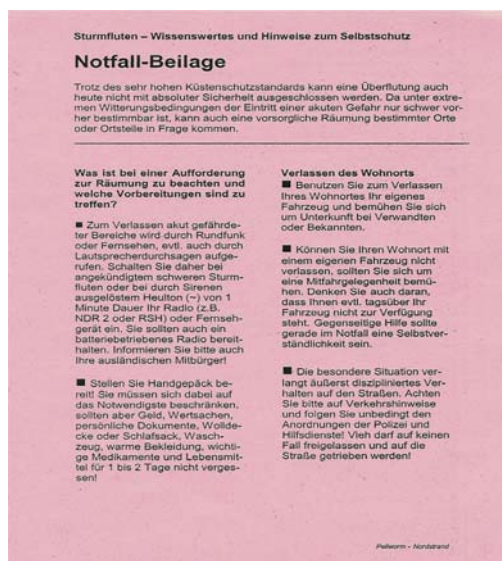 Sturmfluten – Wissenswertes und Hinweise zum Selbstschutz
Notfall-Beilage
Trotz des sehr hohen Küstenschutzstandards kann eine Überflutung auch
heute nicht mit absoluter Sicherheit ausgeschlossen werden. Da unter extre-
men Witterungsbedingungen der Eintritt einer akuten Gefahr nur schwer vor-
her bestimmbar ist, kann auch eine vorsorgliche Räumung bestimmter Orte
oder Ortsteile in Frage kommen.
Was ist bei einer Aufforderung
zur Räumung zu beachten und
welche Vorbereitungen sind zu
treffen?
■ Zum Verlassen akut gefährde-
ter Bereiche wird durch Rundfunk
oder Fernsehen, evtl. auch durch
Lautsprecherdurchsagen aufge-
rufen. Schalten Sie daher bei
angekündigtem schweren Sturm-
fluten oder bei durch Sirenen
ausgelöstem Heulton (~) von 1
Minute Dauer Ihr Radio (z.B.
NDR 2 oder RSH) oder Fernseh-
gerät ein. Sie sollten auch ein
batteriebetriebenes Radio bereit-
halten. Informieren Sie bitte auch
Ihre ausländischen Mitbürger!
■ Stellen Sie Handgepäck be-
reit! Sie müssen sich dabei auf
das Notwendigste beschränken,
sollten aber Geld, Wertsachen,
persönliche Dokumente, Wollde-
cke oder Schlafsack, Wasch-
zeug, warme Bekleidung, wichti-
ge Medikamente und Lebensmit-
tel für 1 bis 2 Tage nicht verges-
sen!
Verlassen des Wohnorts
■ Benutzen Sie zum Verlassen
Ihres Wohnortes Ihr eigenes
Fahrzeug und bemühen Sie sich
um Unterkunft bei Verwandten
oder Bekannten.
■ Können Sie Ihren Wohnort mit
einem eigenen Fahrzeug nicht
verlassen, sollten Sie sich um
eine Mitfahrgelegenheit bemü-
hen. Denken Sie auch daran,
dass Ihnen evtl. tagsüber Ihr
Fahrzeug nicht zur Verfügung
steht. Gegenseitige Hilfe sollte
gerade im Notfall eine Selbstver-
ständlichkeit sein.
■ Die besondere Situation ver-
langt äußerst diszipliniertes Ver-
halten auf den Straßen. Achten
Sie bitte auf Verkehrshinweise
und folgen Sie unbedingt den
Anordnungen der Polizei und
Hilfsdienste! Vieh darf auf keinen
Fall freigelassen und auf die
Straße getrieben werden!
Pellworm – Nordstrand